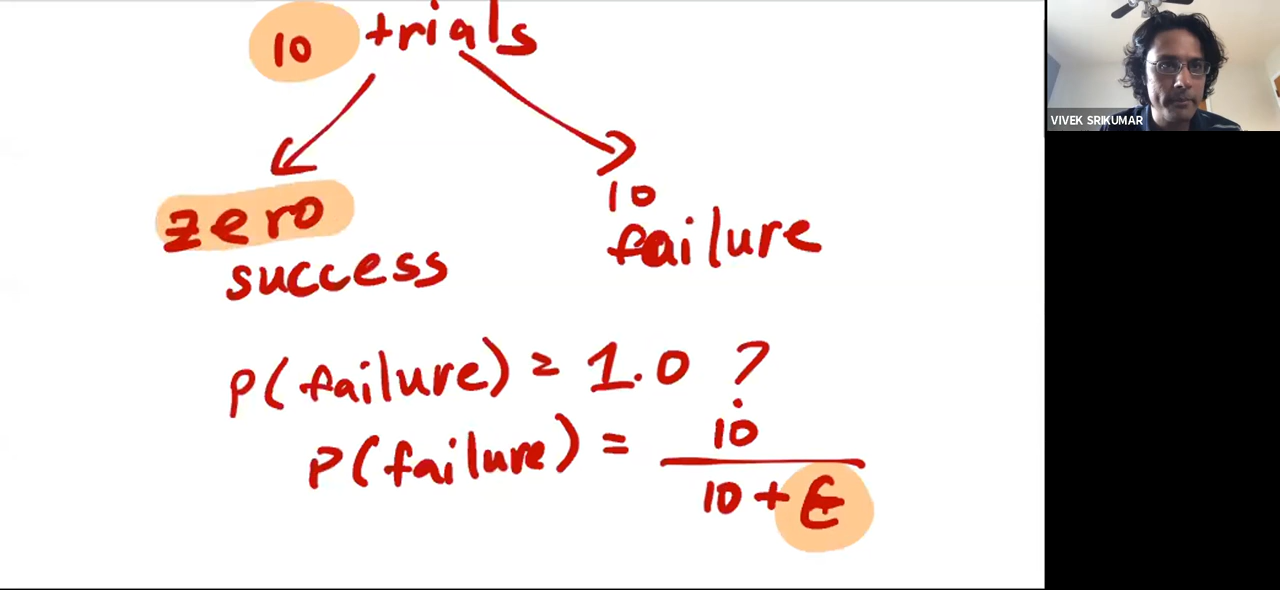 10 trials
VIVEK SRIKUMAR
zero
success
10
failure
P(failure) = 1.0 ?
P(failure) = 10
10 + ϵ